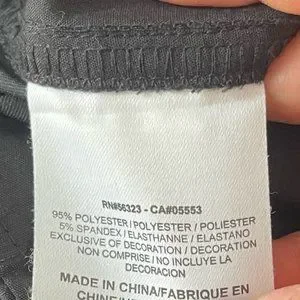 RN#56323 - CA#05553
95% POLYESTER / POLYESTER / POLIESTER
5% SPANDEX / ELASTHANNE / ELASTANO
EXCLUSIVE OF DECORATION / DECORATION
NON COMPRISE / NO INCLUYE LA
DECORACION
MADE IN CHINA/FABRIQUE EN